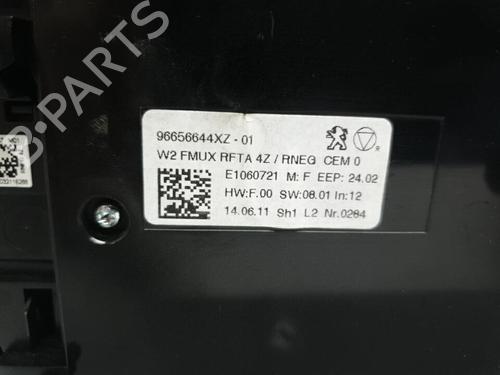 96656644XZ - 01
W2 FMUX RFTA 4Z / RNEG CEM 0
E1060721 M: F EEP: 24.02
HW:F.00 SW:08.01 In:12
14.06.11 Sh1 L2 Nr.0284
B-PARTS